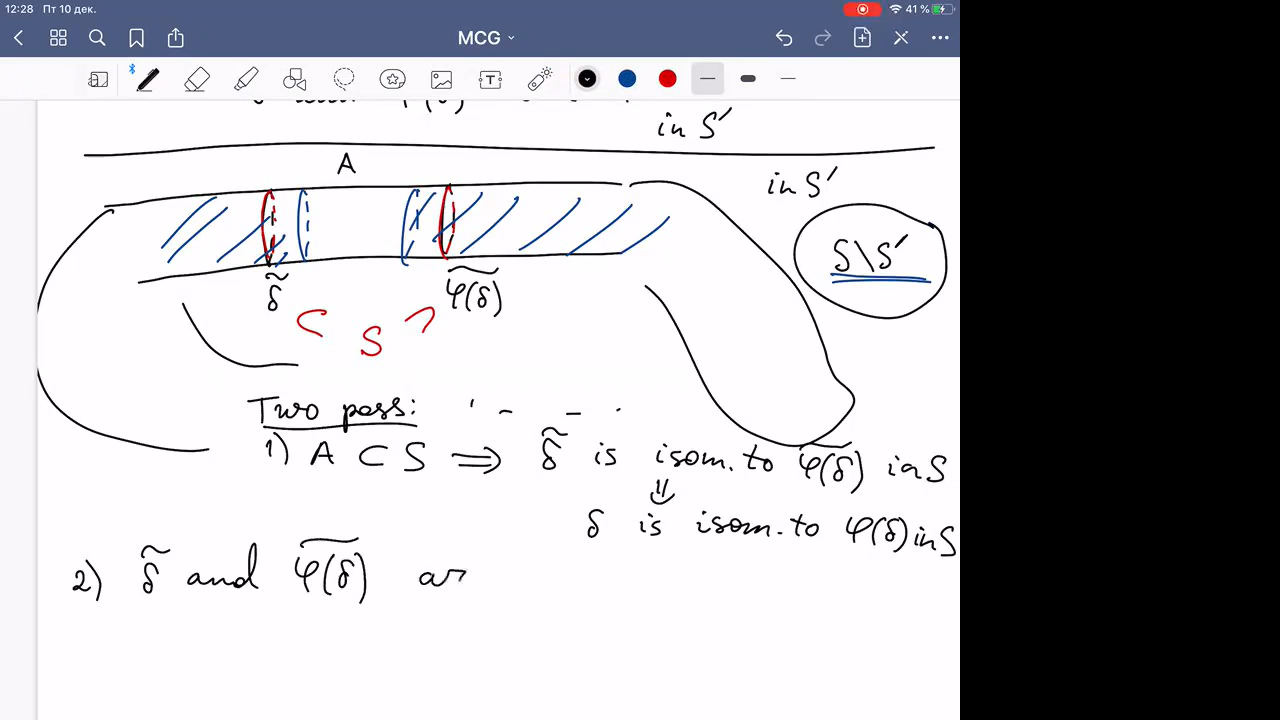 12:28 Пт 10 дек.
41 %
MCG
T
φ(δ)
in S'
A
in S'
S\S'
δ̃
φ(δ)͠
⊂ S
Two poss:
1) A ⊂ S ⟹ δ̃ is isom. to φ(δ)͠ in S
⇓
δ is isom. to φ(δ) in S
2) δ̃ and φ(δ)͠ ar